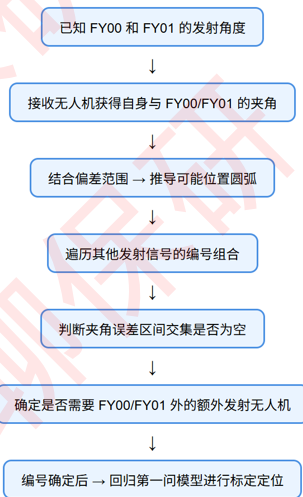 已知 FY00 和 FY01 的发射角度
↓
接收无人机获得自身与 FY00/FY01 的夹角
↓
结合偏差范围 → 推导可能位置圆弧
↓
遍历其他发射信号的编号组合
↓
判断夹角误差区间交集是否为空
↓
确定是否需要 FY00/FY01 外的额外发射无人机
↓
编号确定后 → 回归第一问模型进行标定定位